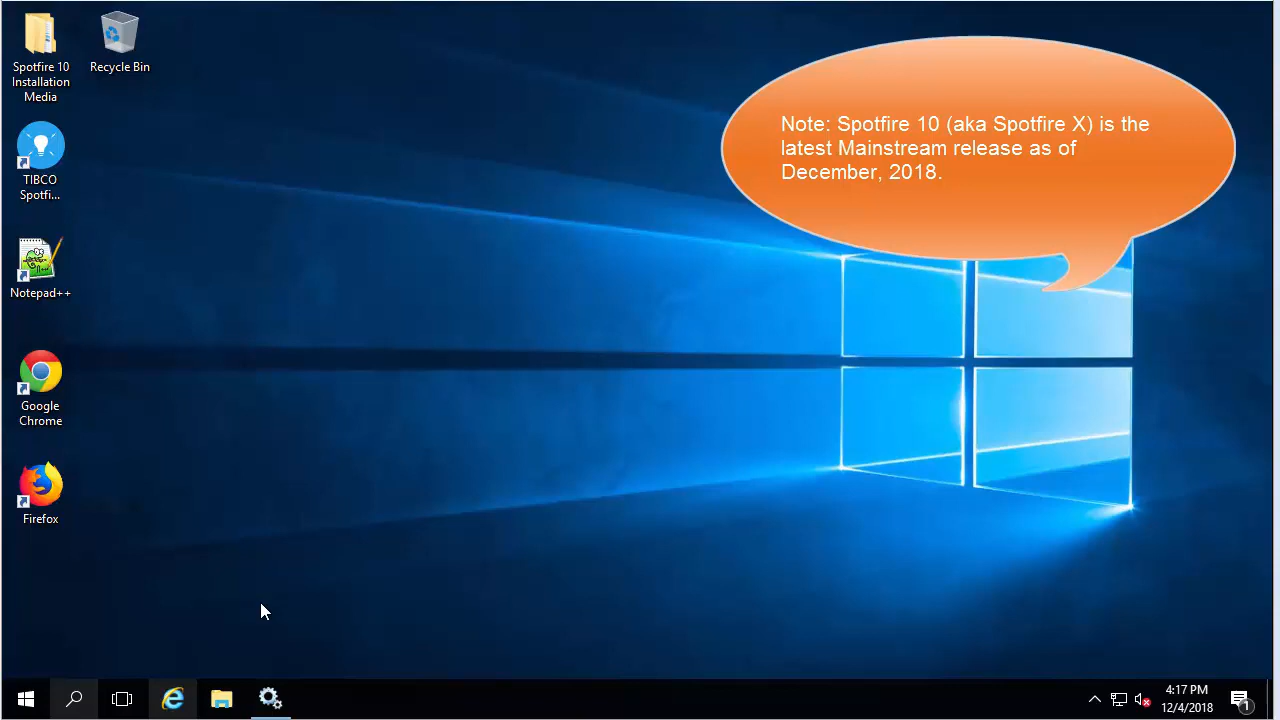 Spotfire 10
Installation
Media
Recycle Bin
TIBCO
Spotfi...
Notepad++
Google
Chrome
Firefox
Note: Spotfire 10 (aka Spotfire X) is the
latest Mainstream release as of
December, 2018.
4:17 PM
12/4/2018
1